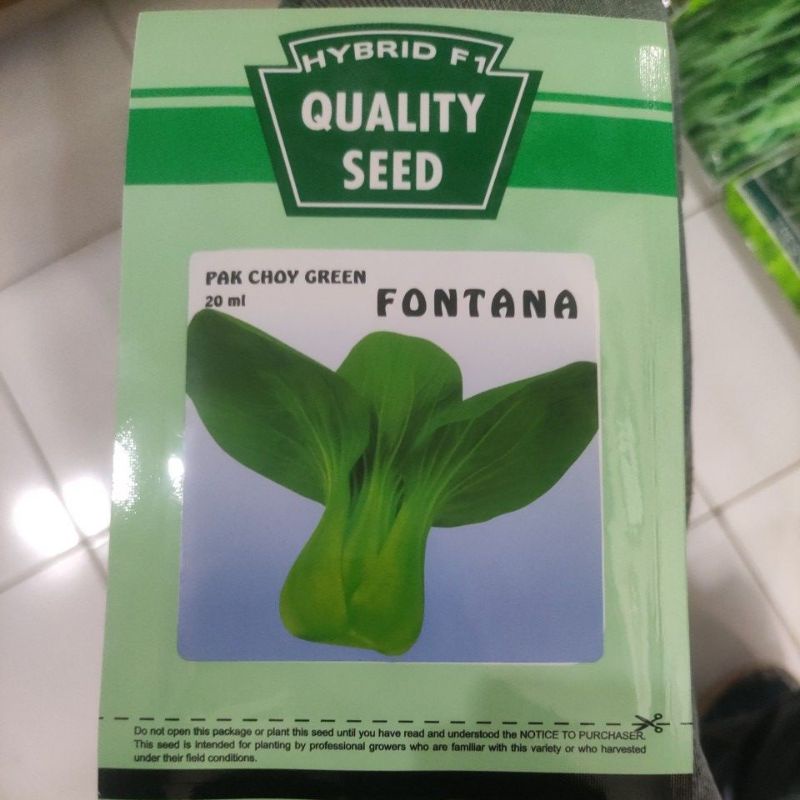 HYBRID F1
QUALITY
SEED
PAK CHOY GREEN
20 ml
FONTANA
Do not open this package or plant this seed until you have read and understood the NOTICE TO PURCHASER.
This seed is intended for planting by professional growers who are familiar with this variety or who harvested
under their field conditions.